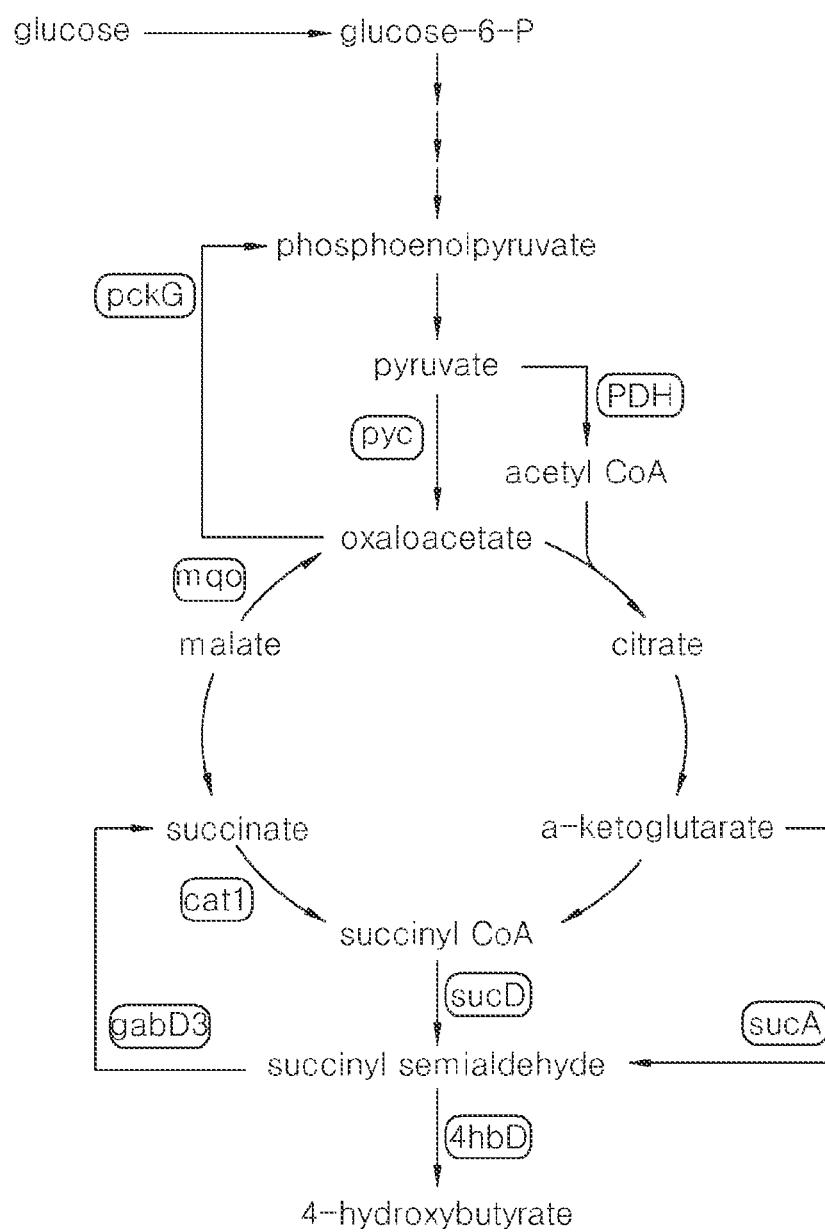 glucose glucose-6-P
phosphoenolpyruvate
pckG
pyruvate
PDH
pyc
acetyl CoA
oxaloacetate
mqo
malate citrate
succinate a-ketoglutarate
cat1
succinyl CoA
sucD
gabD3 sucA
succinyl semialdehyde
4hbD
4-hydroxybutyrate